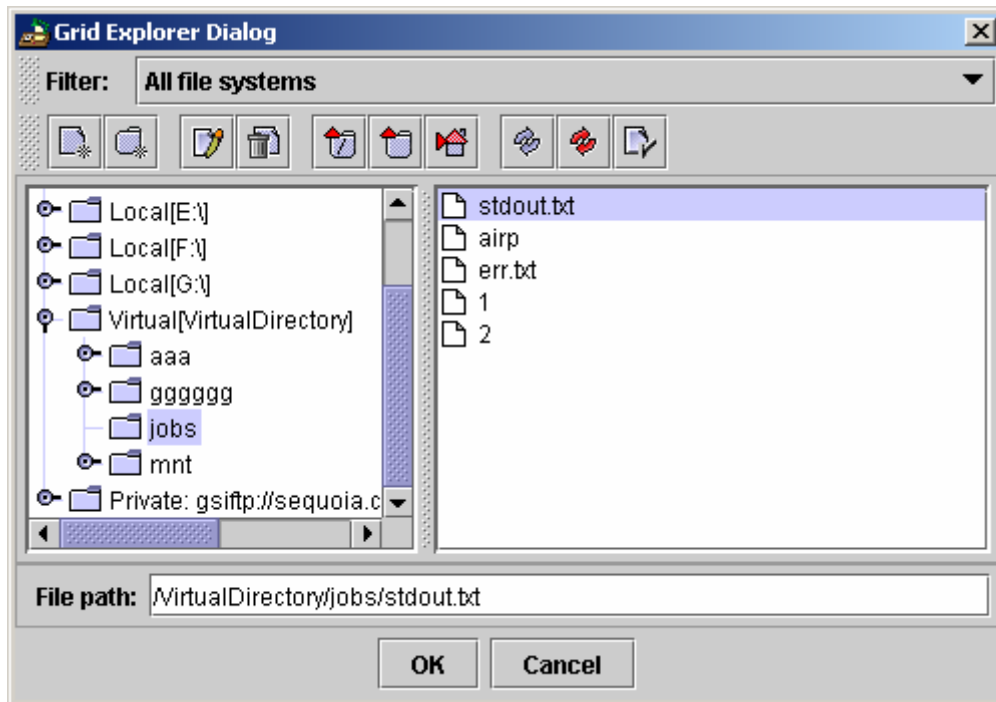 Grid Explorer Dialog
Filter: All file systems
Local[E:\]
Local[F:\]
Local[G:\]
Virtual[VirtualDirectory]
aaa
gggggg
jobs
mnt
Private: gsiftp://sequoia.c
stdout.txt
airp
err.txt
1
2
File path: /VirtualDirectory/jobs/stdout.txt
OK Cancel